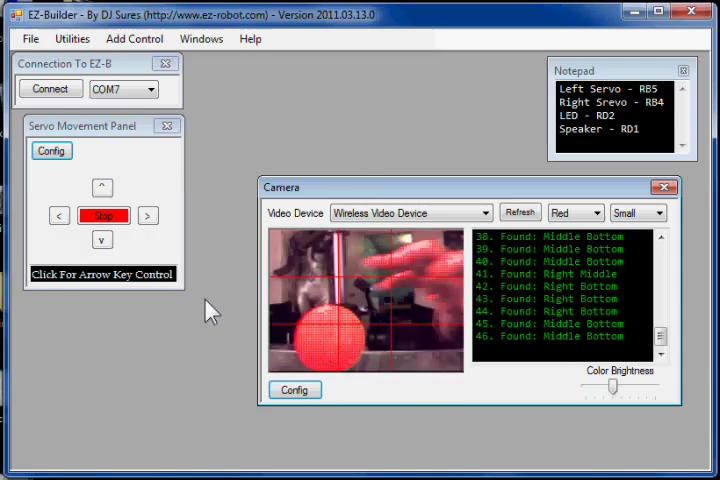 EZ-Builder - By DJ Sures (http://www.ez-robot.com) - Version 2011.03.13.0
File Utilities Add Control Windows Help
Connection To EZ-B
Connect COM7
Servo Movement Panel
Config
^
< Stop >
v
Click For Arrow Key Control
Notepad
Left Servo - RB5
Right Srevo - RB4
LED - RD2
Speaker - RD1
Camera
Video Device Wireless Video Device Refresh Red Small
38. Found: Middle Bottom
39. Found: Middle Bottom
40. Found: Middle Bottom
41. Found: Right Middle
42. Found: Right Bottom
43. Found: Right Bottom
44. Found: Right Bottom
45. Found: Middle Bottom
46. Found: Middle Bottom
Color Brightness
Config